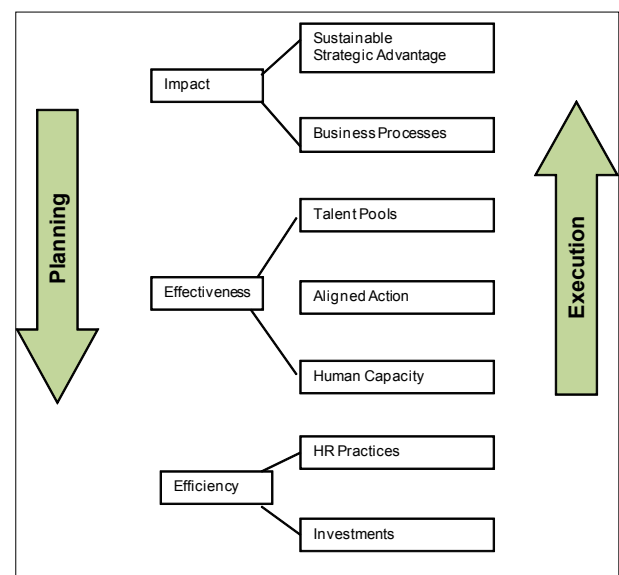 Sustainable
Strategic Advantage
Impact
Business Processes
Planning
Talent Pools
Effectiveness
Aligned Action
Execution
Human Capacity
HR Practices
Efficiency
Investments